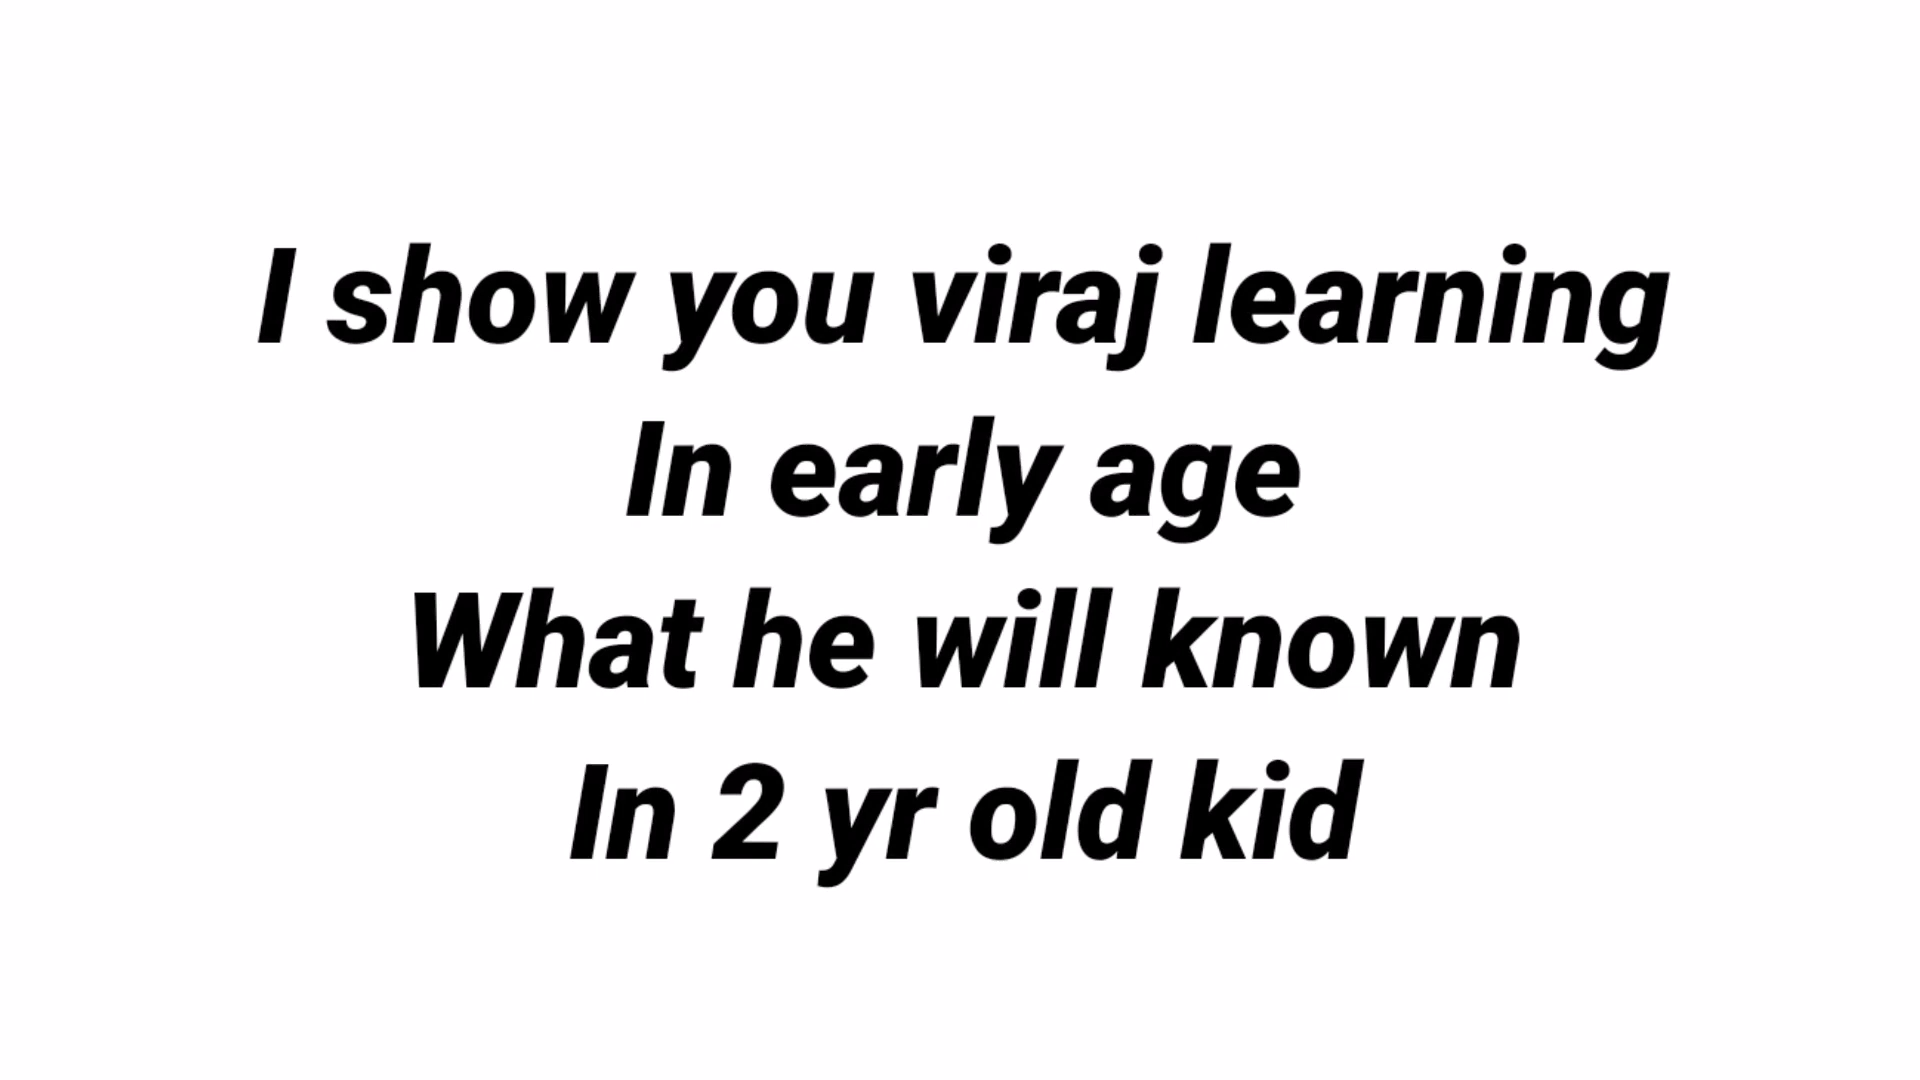 I show you viraj learning
In early age
What he will known
In 2 yr old kid